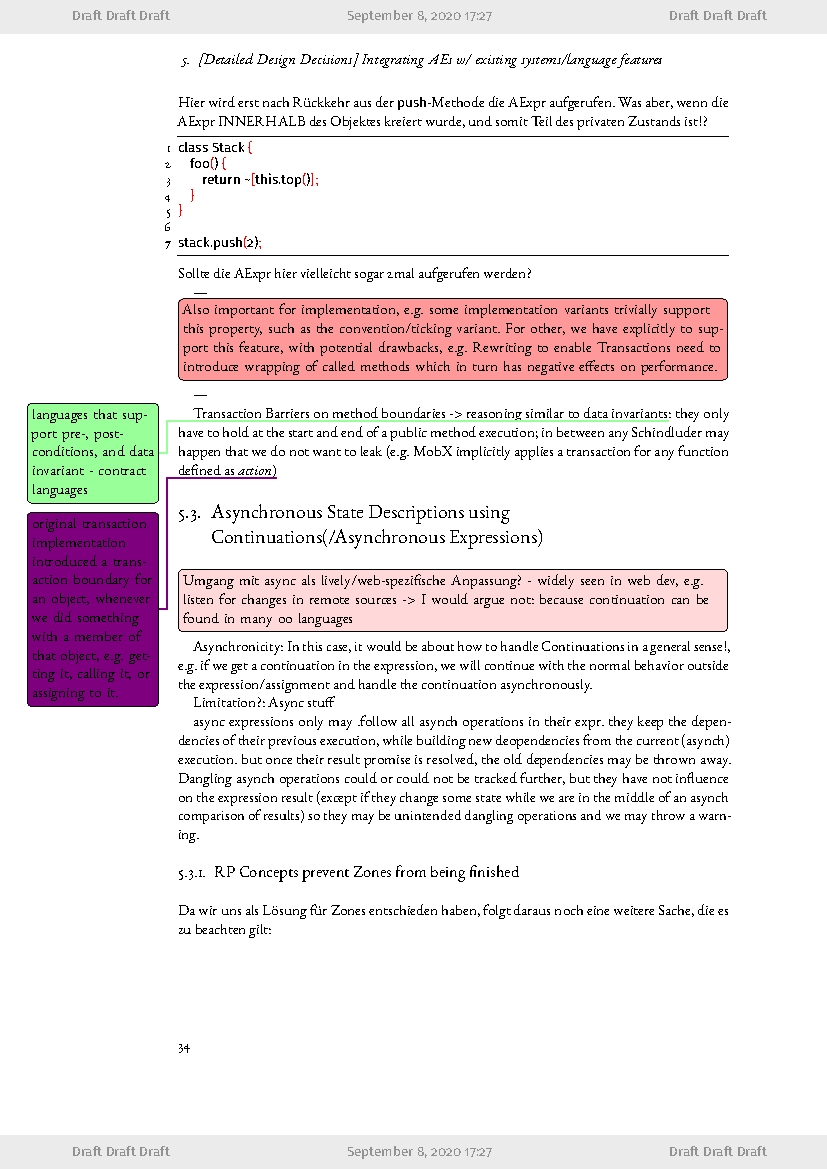 Draft Draft Draft September 8, 2020 17:27 Draft Draft Draft
5. [Detailed Design Decisions] Integrating AEs w/ existing systems/language features
Hier wird erst nach Rückkehr aus der push-Methode die AExpr aufgerufen. Was aber, wenn die
AExpr INNERHALB des Objektes kreiert wurde, und somit Teil des privaten Zustands ist!?
1 class Stack {
2 foo() {
3 return ~[this.top()];
4 }
5 }
6
7 stack.push(2);
Sollte die AExpr hier vielleicht sogar 2mal aufgerufen werden?
—
Also important for implementation, e.g. some implementation variants trivially support
this property, such as the convention/ticking variant. For other, we have explicitly to sup-
port this feature, with potential drawbacks, e.g. Rewriting to enable Transactions need to
introduce wrapping of called methods which in turn has negative effects on performance.
—
Transaction Barriers on method boundaries -> reasoning similar to data invariants: they only
have to hold at the start and end of a public method execution; in between any Schindluder may
happen that we do not want to leak (e.g. MobX implicitly applies a transaction for any function
defined as action)
languages that sup-
port pre-, post-
conditions, and data
invariant - contract
languages
original transaction
implementation
introduced a trans-
action boundary for
an object, whenever
we did something
with a member of
that object, e.g. get-
ting it, calling it, or
assigning to it.
5.3. Asynchronous State Descriptions using
Continuations(/Asynchronous Expressions)
Umgang mit async als lively/web-spezifische Anpassung? - widely seen in web dev, e.g.
listen for changes in remote sources -> I would argue not: because continuation can be
found in many oo languages
Asynchronicity: In this case, it would be about how to handle Continuations in a general sense!,
e.g. if we get a continuation in the expression, we will continue with the normal behavior outside
the expression/assignment and handle the continuation asynchronously.
Limitation?: Async stuff
async expressions only may .follow all asynch operations in their expr. they keep the depen-
dencies of their previous execution, while building new deopendencies from the current (asynch)
execution. but once their result promise is resolved, the old dependencies may be thrown away.
Dangling asynch operations could or could not be tracked further, but they have not influence
on the expression result (except if they change some state while we are in the middle of an asynch
comparison of results) so they may be unintended dangling operations and we may throw a warn-
ing.
5.3.1. RP Concepts prevent Zones from being finished
Da wir uns als Lösung für Zones entschieden haben, folgt daraus noch eine weitere Sache, die es
zu beachten gilt:
34
Draft Draft Draft September 8, 2020 17:27 Draft Draft Draft